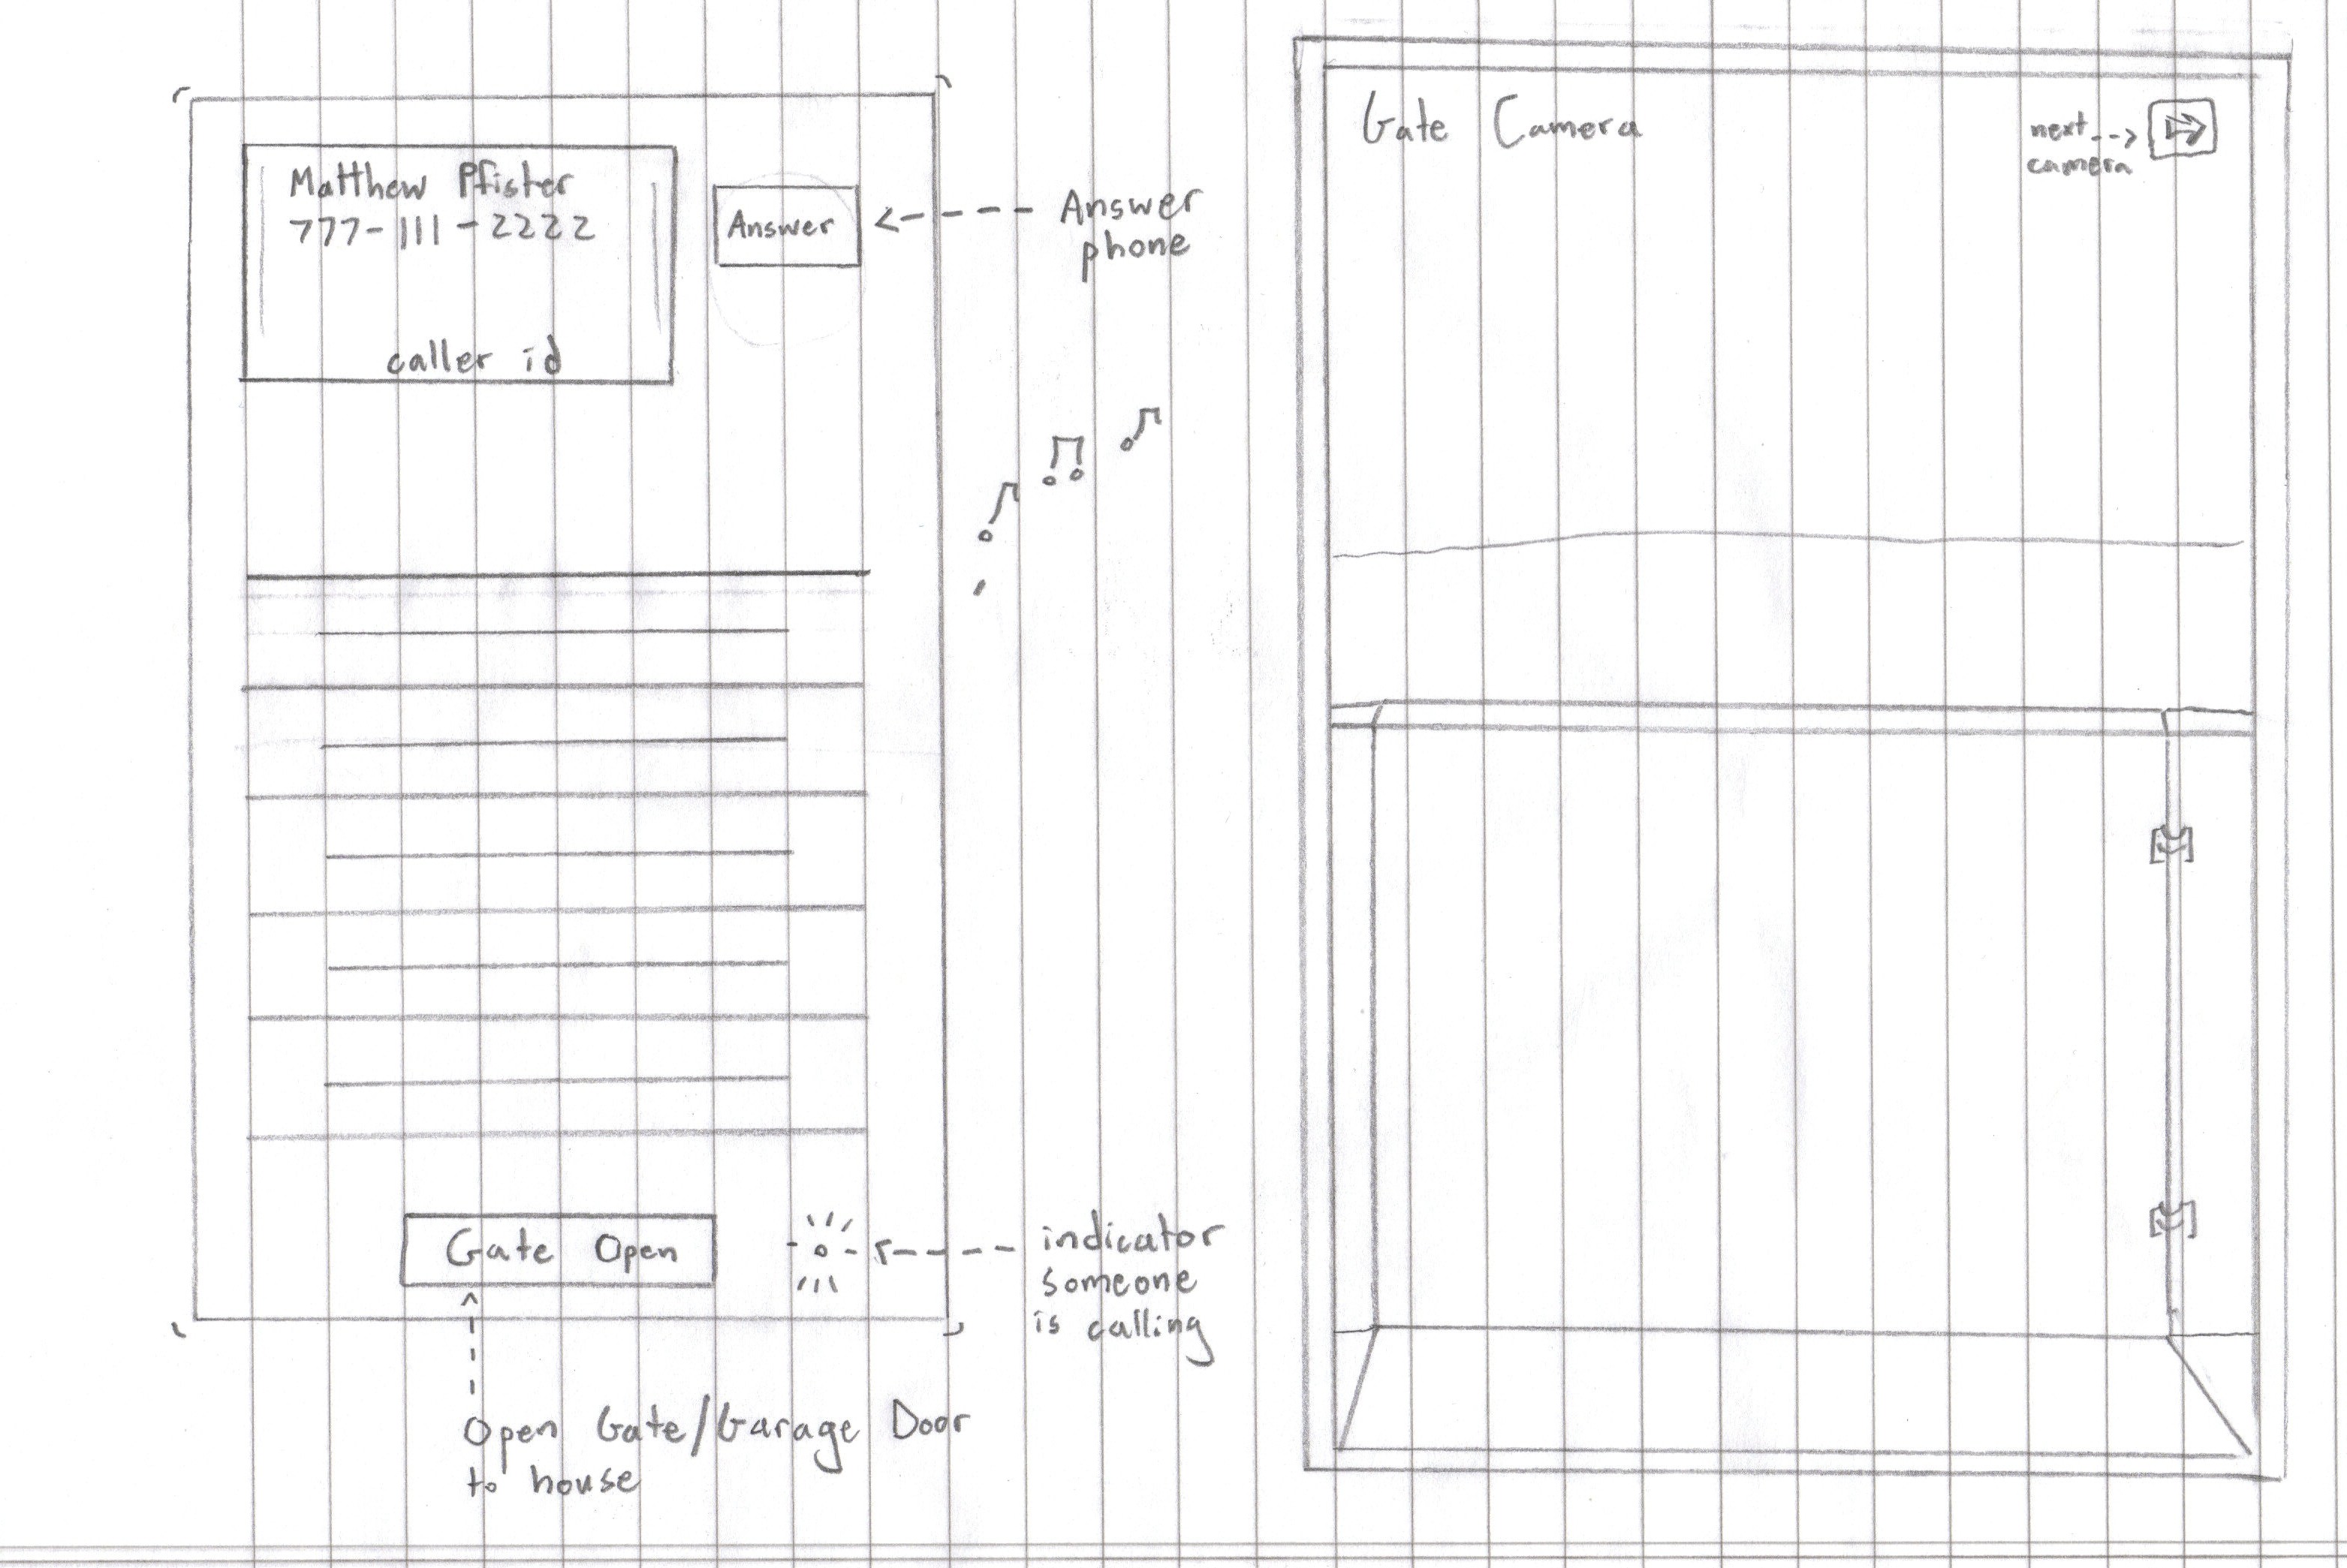 Matthew Pfister
777-111-2222
caller id
Answer
Answer
phone
Gate Open
indicator
someone
is calling
Open Gate/Garage Door
to house
Gate Camera
next
camera